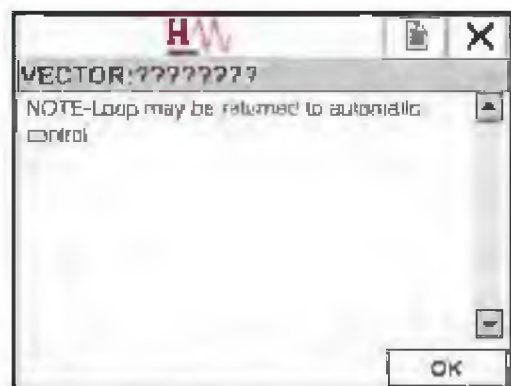 H
VECTOR:????????
NOTE-Loop may be returned to automatic
control
OK